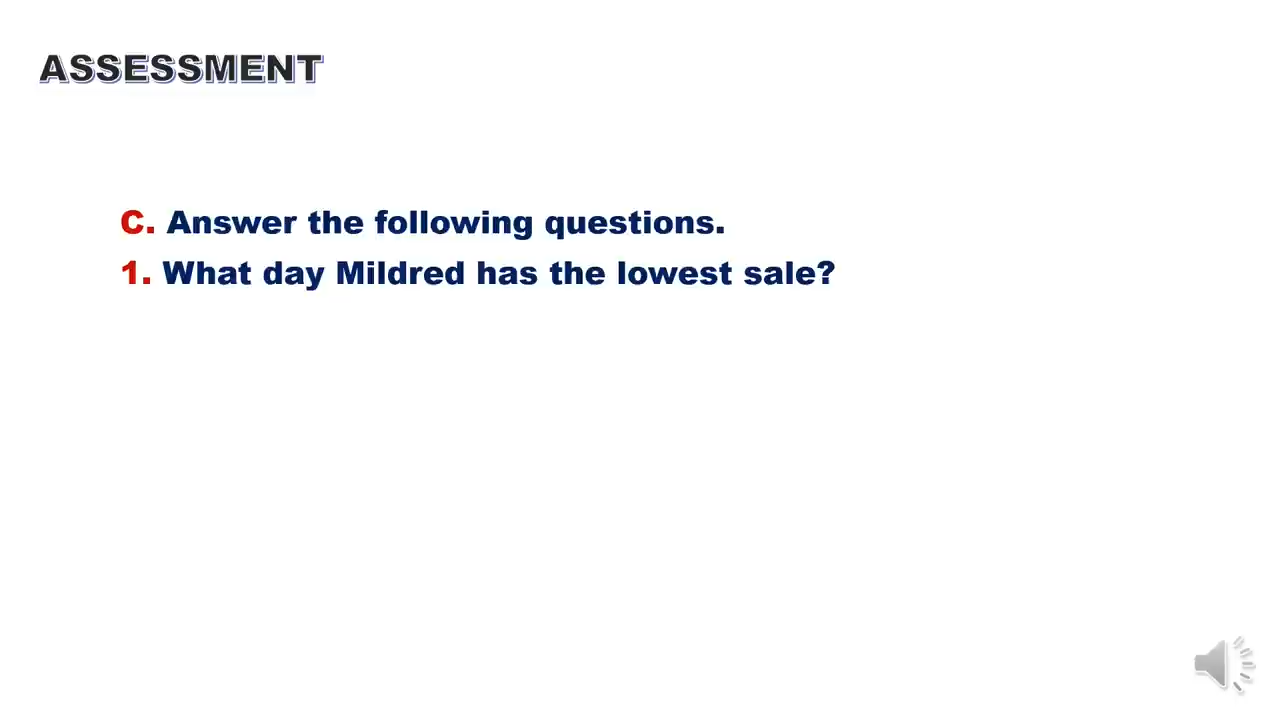 ASSESSMENT
C. Answer the following questions.
1. What day Mildred has the lowest sale?